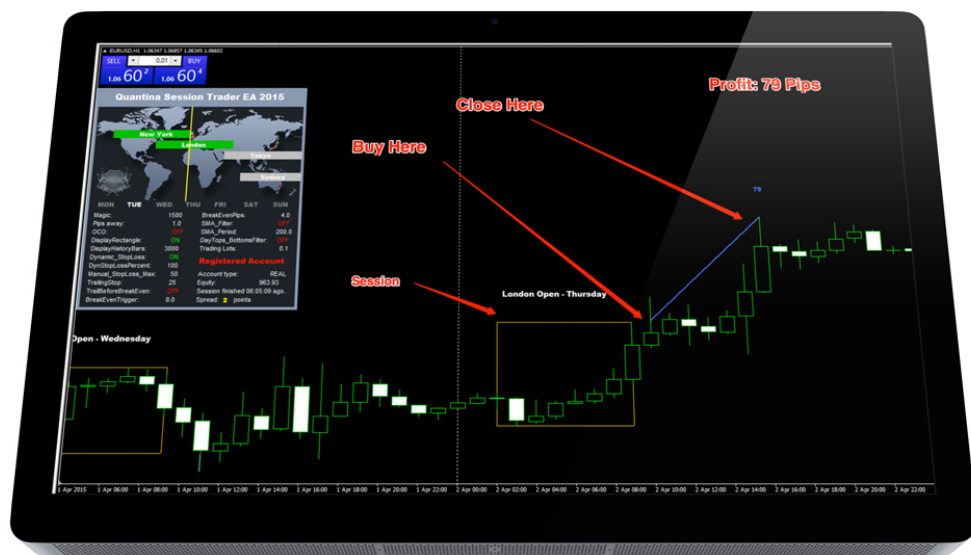 EURUSD,H1 1.06347 1.06857 1.06345 1.06602
SELL 0.01 BUY
1.06 60 2 1.06 60 4
Quantina Session Trader EA 2015
New York
London
Tokyo
Sydney
MON TUE WED THU FRI SAT SUN
Magic: 1500 BreakEvenPips: 4.0
Pips away: 1.0 SMA_Filter: OFF
OCO: OFF SMA_Period: 200.0
DisplayRectangle: ON DayTops_BottomsFilter: OFF
DisplayHistoryBars: 3000 Trading Lots: 0.1
Dynamic_StopLoss: ON
DynStopLossPercent: 100 Registered Account
Manual_StopLoss_Max: 50 Account type: REAL
TrailingStop: 25 Equity: 963.93
TrailBeforeBreakEven: OFF Session finished 06:05:09 ago.
BreakEvenTrigger: 8.0 Spread: 2 points
Profit: 79 Pips
Close Here
Buy Here
79
Session
London Open - Thursday
Open - Wednesday
1 Apr 2015 1 Apr 06:00 1 Apr 08:00 1 Apr 10:00 1 Apr 12:00 1 Apr 14:00 1 Apr 16:00 1 Apr 18:00 1 Apr 20:00 1 Apr 22:00 2 Apr 00:00 2 Apr 02:00 2 Apr 04:00 2 Apr 06:00 2 Apr 08:00 2 Apr 10:00 2 Apr 12:00 2 Apr 14:00 2 Apr 16:00 2 Apr 18:00 2 Apr 20:00 2 Apr 22:00